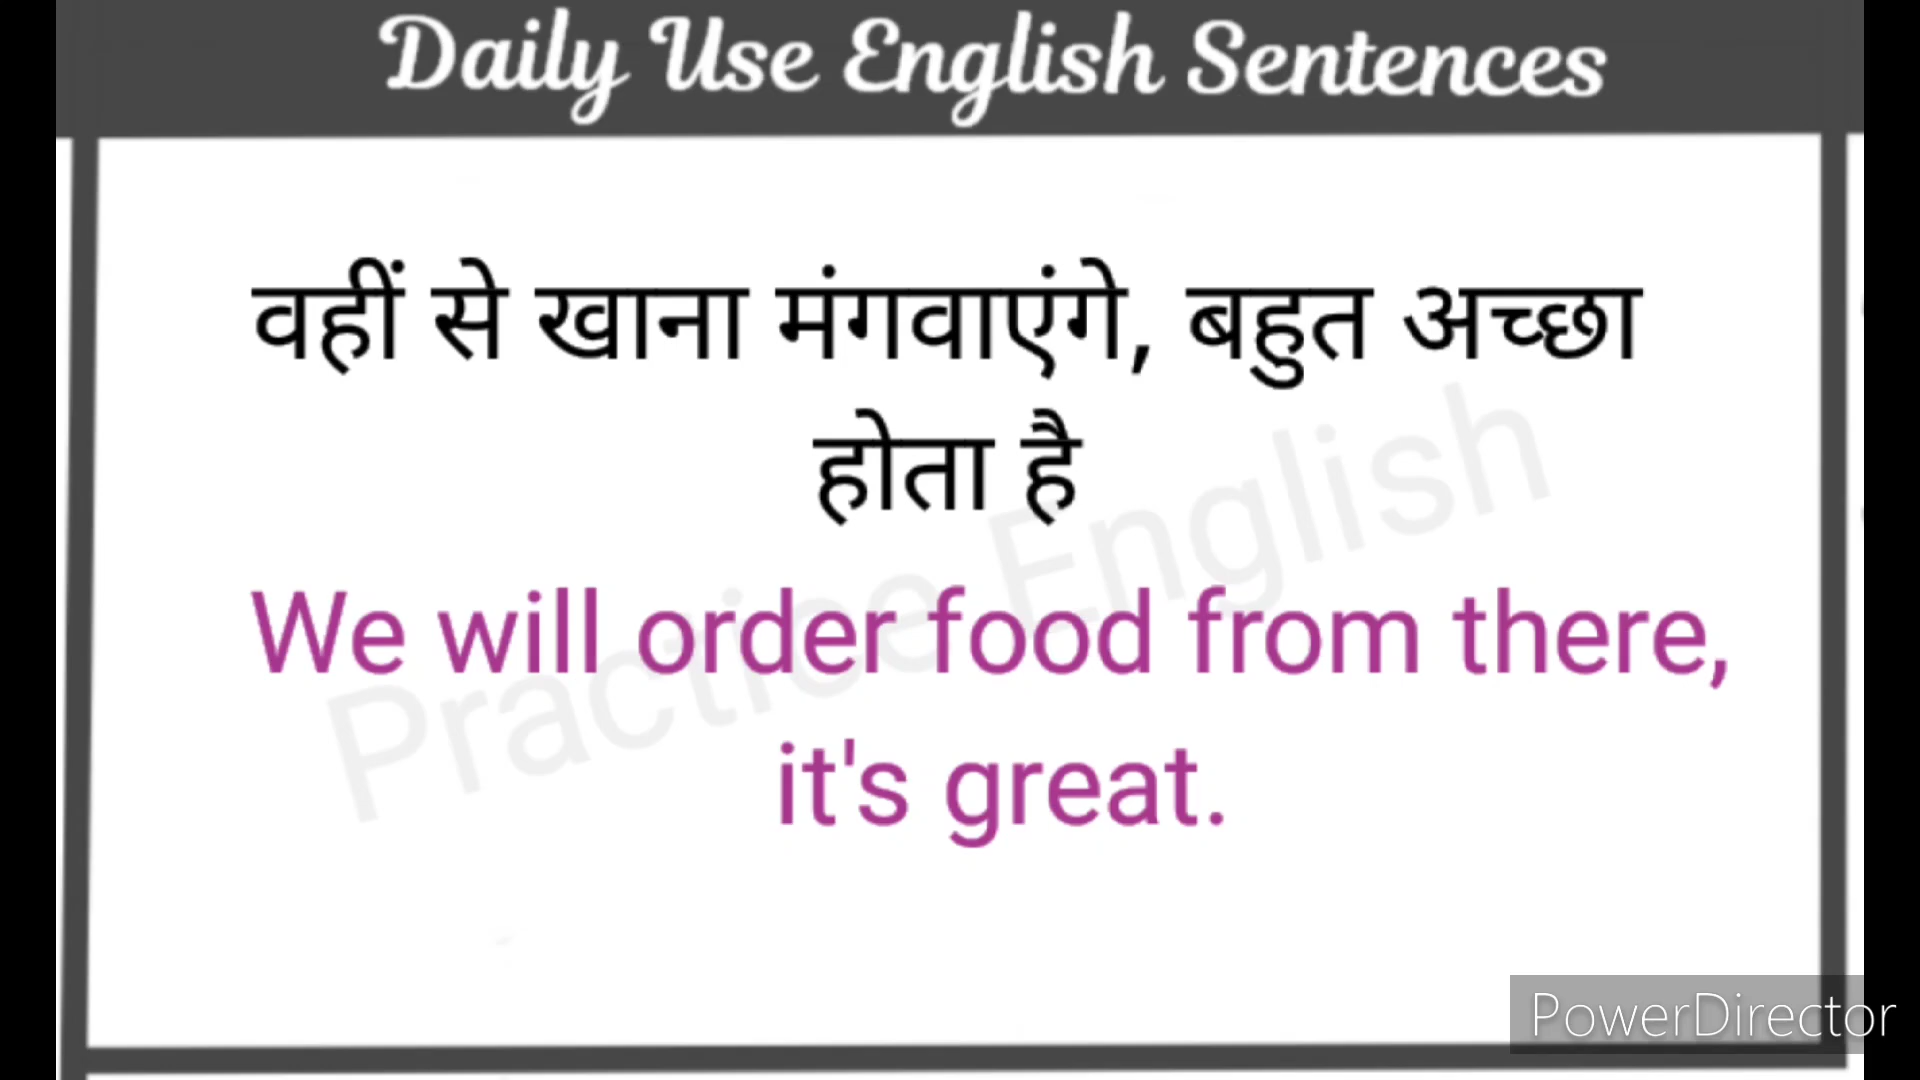 Daily Use English Sentences
वहीं से खाना मंगवाएंगे, बहुत अच्छा
होता है
Practice English
We will order food from there,
it's great.
PowerDirector